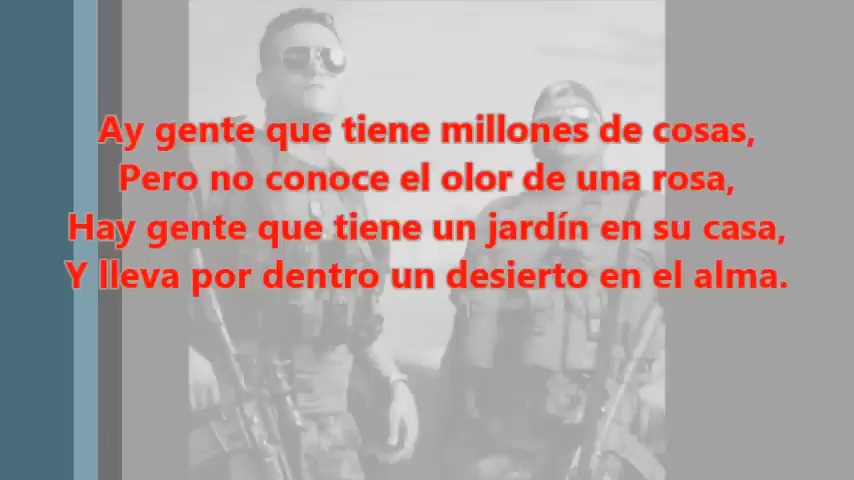 Ay gente que tiene millones de cosas,
Pero no conoce el olor de una rosa,
Hay gente que tiene un jardín en su casa,
Y lleva por dentro un desierto en el alma.